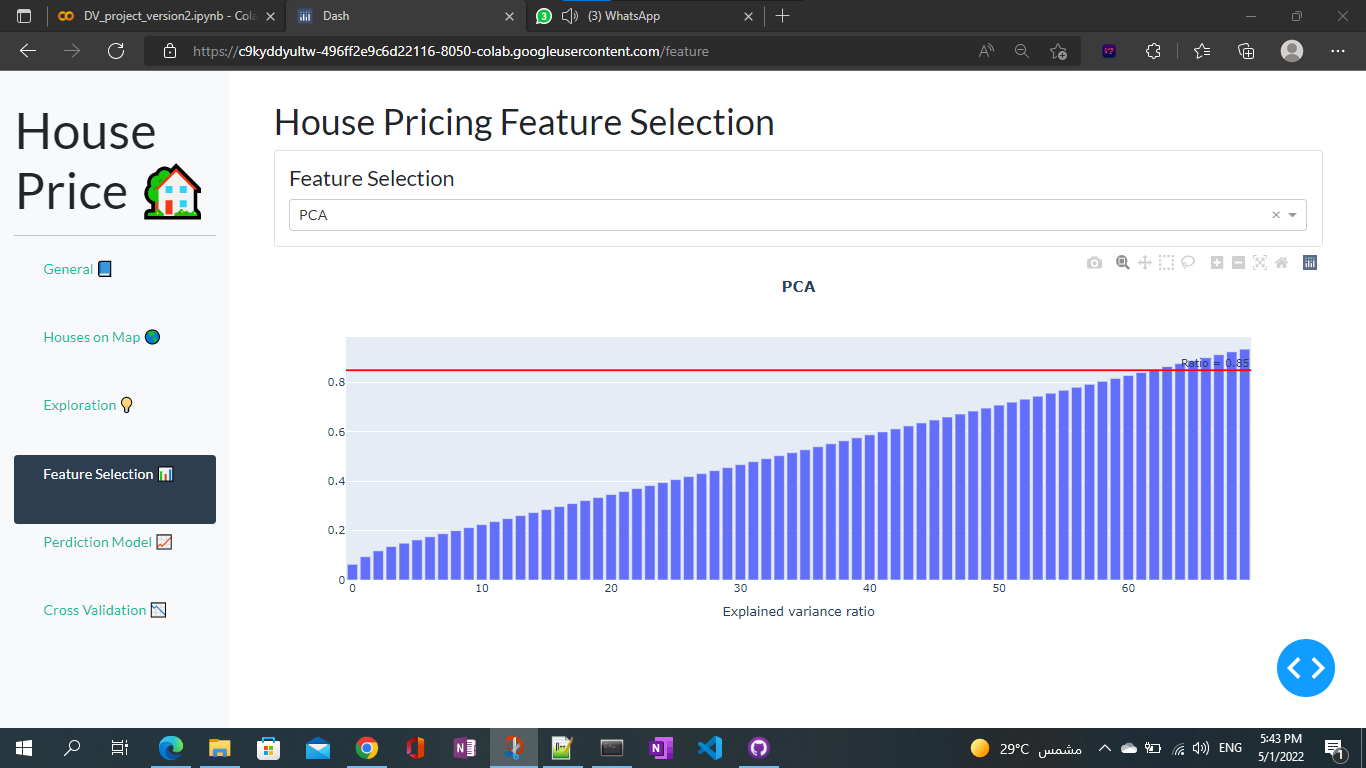 DV_project_version2.ipynb - Cola
Dash
3
(3) WhatsApp
https://c9kyddyultw-496ff2e9c6d22116-8050-colab.googleusercontent.com/feature
House
Price
General
Houses on Map
Exploration
Feature Selection
Perdiction Model
Cross Validation
House Pricing Feature Selection
Feature Selection
PCA
PCA
Ratio = 0.85
0.8
0.6
0.4
0.2
0
0 10 20 30 40 50 60
Explained variance ratio
29°C مشمس
ENG
5:43 PM
5/1/2022
1